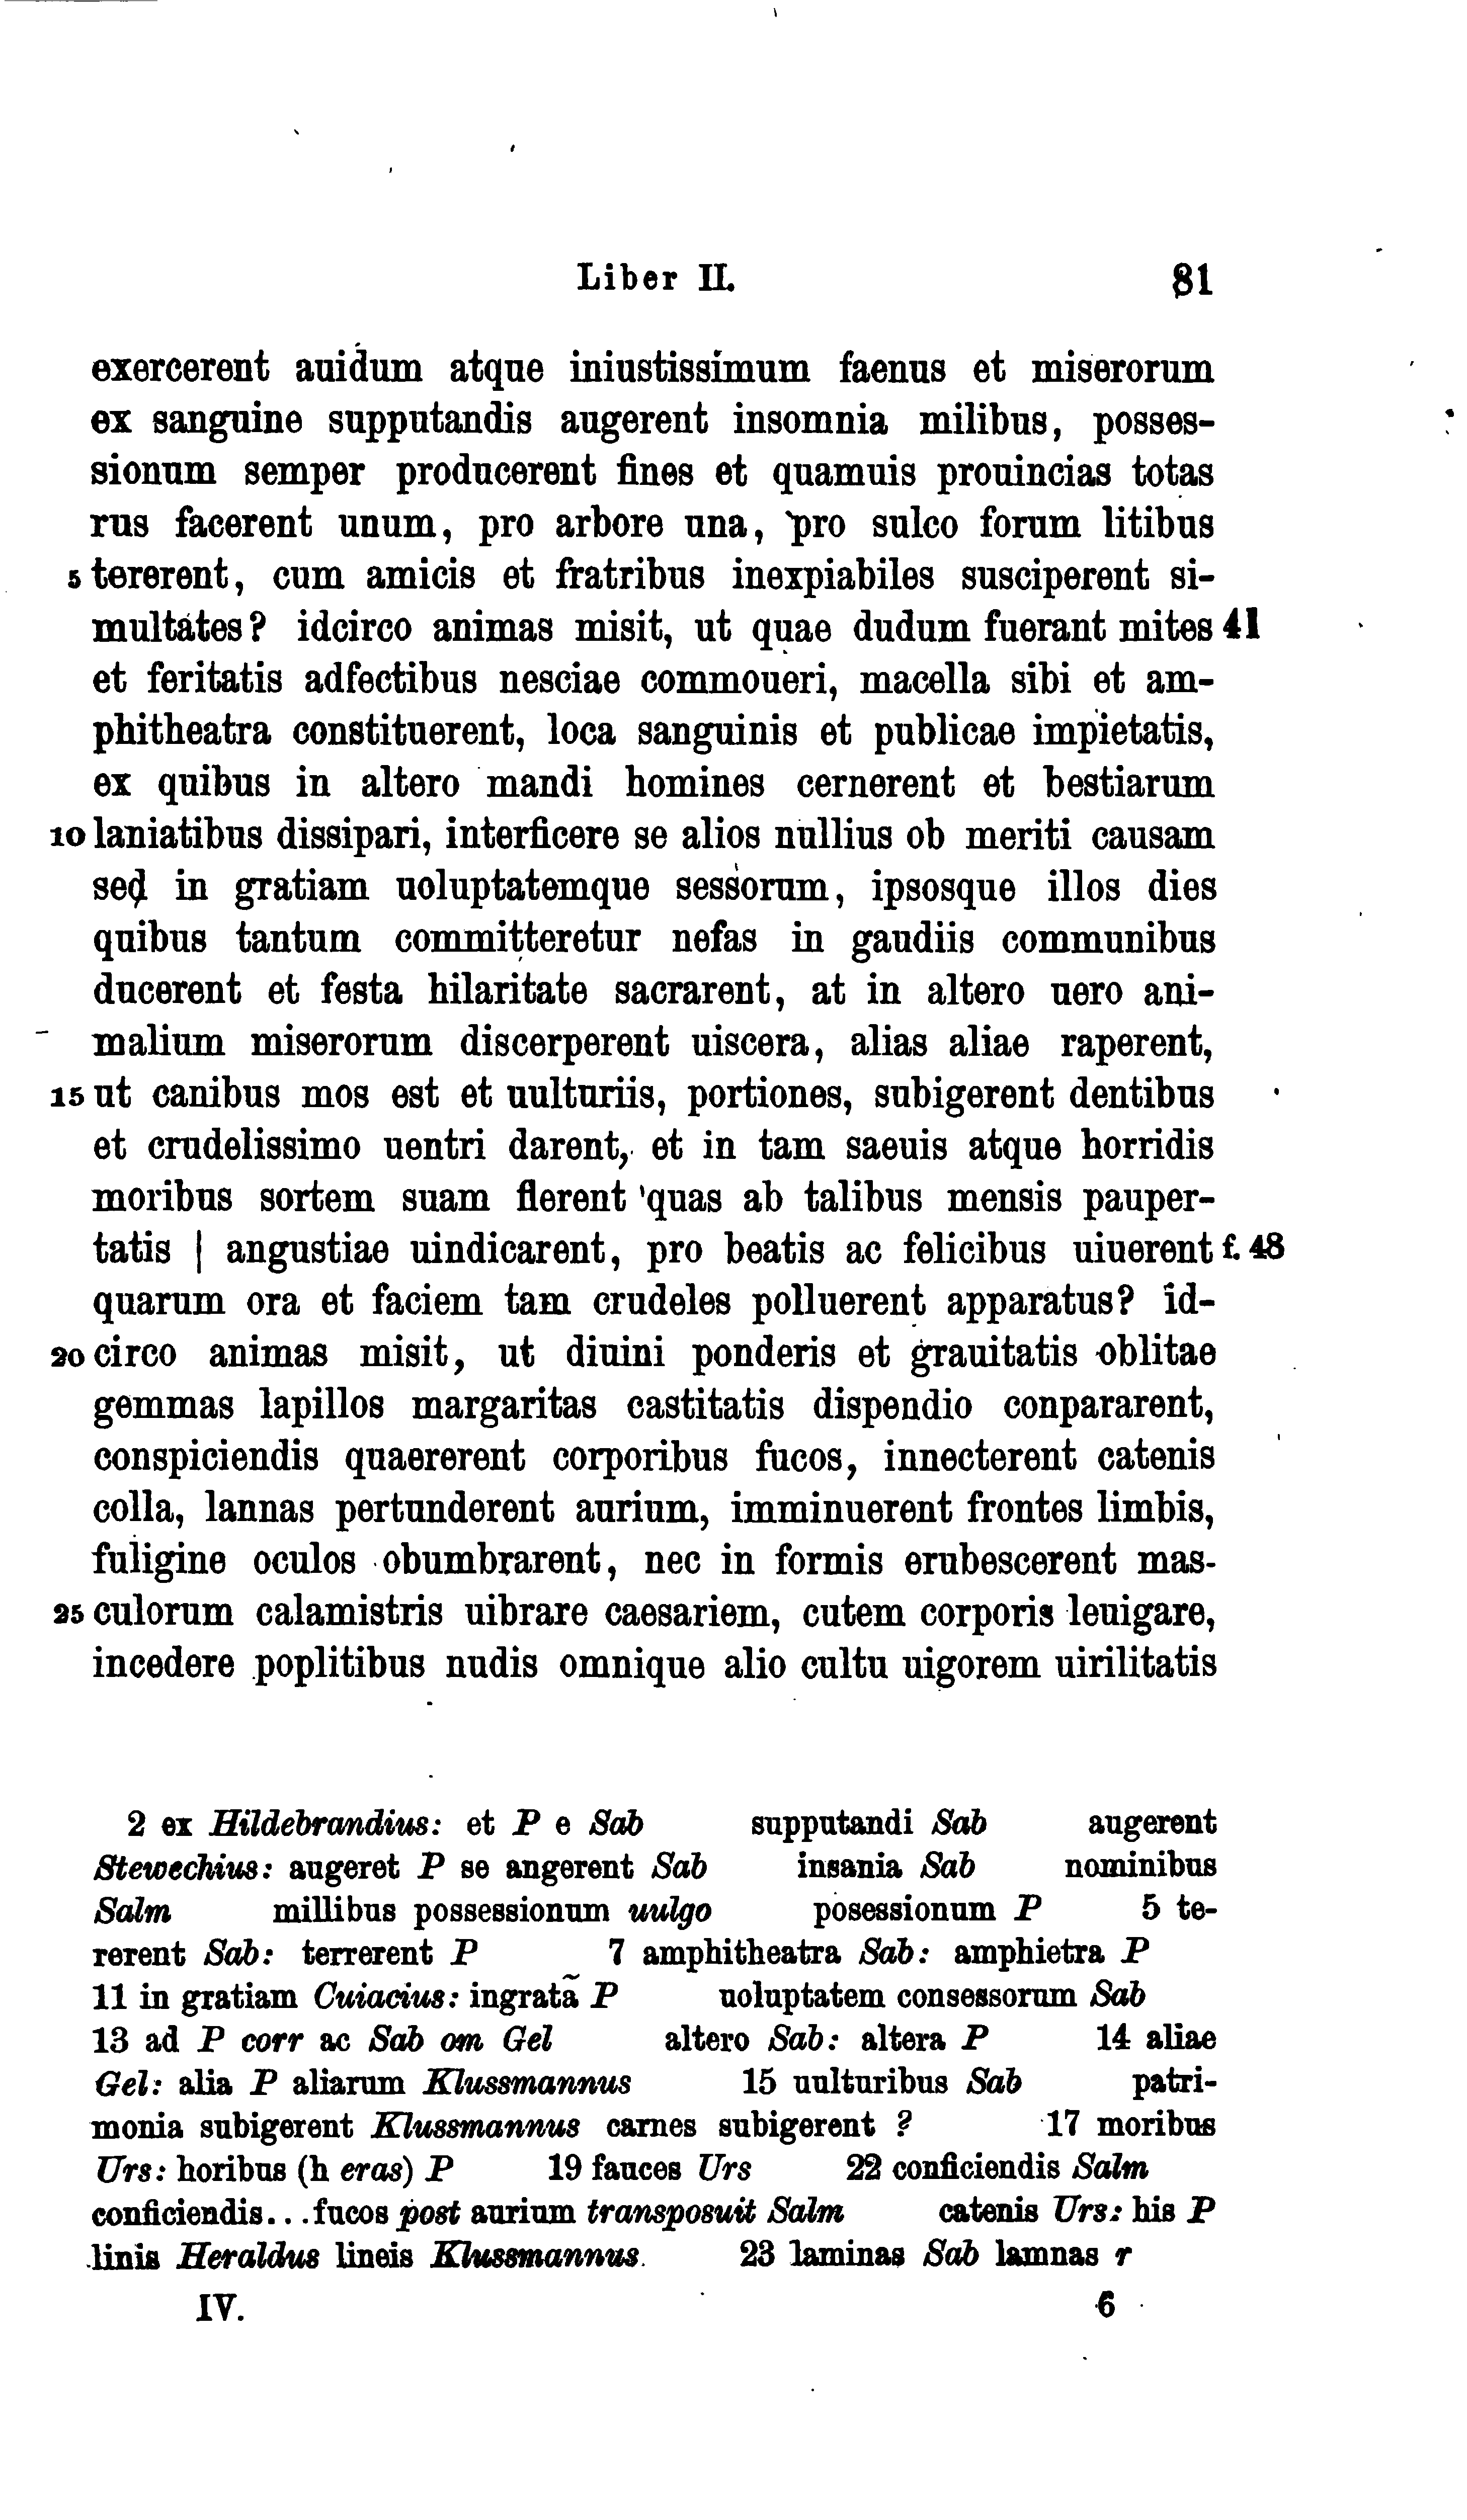 Liber II. 81
exercerent auidum atque iniustissimum faenus et miserorum
ex sanguine supputandis augerent insomnia milibus, posses-
sionum semper producerent fines et quamuis prouincias totas
rus facerent unum, pro arbore una, pro sulco forum litibus
5 tererent, cum amicis et fratribus inexpiabiles susciperent si-
multates? idcirco animas misit, ut quae dudum fuerant mites 41
et feritatis adfectibus nesciae commoueri, macella sibi et am-
phitheatra constituerent, loca sanguinis et publicae impietatis,
ex quibus in altero mandi homines cernerent et bestiarum
10 laniatibus dissipari, interficere se alios nullius ob meriti causam
sed in gratiam uoluptatemque sessorum, ipsosque illos dies
quibus tantum committeretur nefas in gaudiis communibus
ducerent et festa hilaritate sacrarent, at in altero uero ani-
malium miserorum discerperent uiscera, alias aliae raperent,
15 ut canibus mos est et uulturiis, portiones, subigerent dentibus
et crudelissimo uentri darent, et in tam saeuis atque horridis
moribus sortem suam flerent quas ab talibus mensis pauper-
tatis | angustiae uindicarent, pro beatis ac felicibus uiuerent f. 48
quarum ora et faciem tam crudeles polluerent apparatus? id-
20 circo animas misit, ut diuini ponderis et grauitatis oblitae
gemmas lapillos margaritas castitatis dispendio conpararent,
conspiciendis quaererent corporibus fucos, innecterent catenis
colla, lannas pertunderent aurium, imminuerent frontes limbis,
fuligine oculos obumbrarent, nec in formis erubescerent mas-
25 culorum calamistris uibrare caesariem, cutem corporis leuigare,
incedere poplitibus nudis omnique alio cultu uigorem uirilitatis
2 ex Hildebrandius: et P e Sab supputandi Sab augerent
Stewechius: augeret P se angerent Sab insania Sab nominibus
Salm millibus possessionum uulgo posessionum P 5 te-
rerent Sab: terrerent P 7 amphitheatra Sab: amphietra P
11 in gratiam Cuiacius: ingratã P uoluptatem consessorum Sab
13 ad P corr ac Sab om Gel altero Sab: altera P 14 aliae
Gel: alia P aliarum Klussmannus 15 uulturibus Sab patri-
monia subigerent Klussmannus carnes subigerent ? 17 moribus
Urs: horibus (h eras) P 19 fauces Urs 22 conficiendis Salm
conficiendis...fucos post aurium transposuit Salm catenis Urs: his P
linis Heraldus lineis Klussmannus. 23 laminas Sab lamnas r
IV. 6